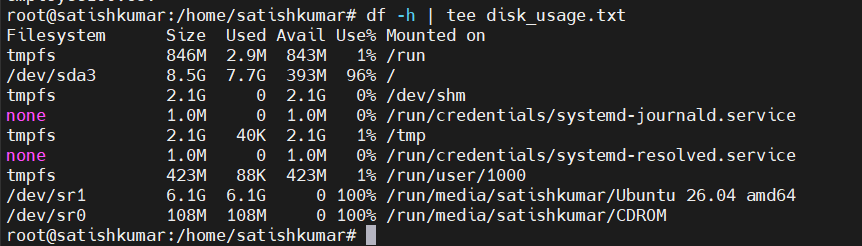 root@satishkumar:/home/satishkumar# df -h | tee disk_usage.txt
Filesystem      Size  Used Avail Use% Mounted on
tmpfs           846M  2.9M  843M   1% /run
/dev/sda3       8.5G  7.7G  393M  96% /
tmpfs           2.1G     0  2.1G   0% /dev/shm
none            1.0M     0  1.0M   0% /run/credentials/systemd-journald.service
tmpfs           2.1G   40K  2.1G   1% /tmp
none            1.0M     0  1.0M   0% /run/credentials/systemd-resolved.service
tmpfs           423M   88K  423M   1% /run/user/1000
/dev/sr1        6.1G  6.1G     0 100% /run/media/satishkumar/Ubuntu 26.04 amd64
/dev/sr0        108M  108M     0 100% /run/media/satishkumar/CDROM
root@satishkumar:/home/satishkumar#